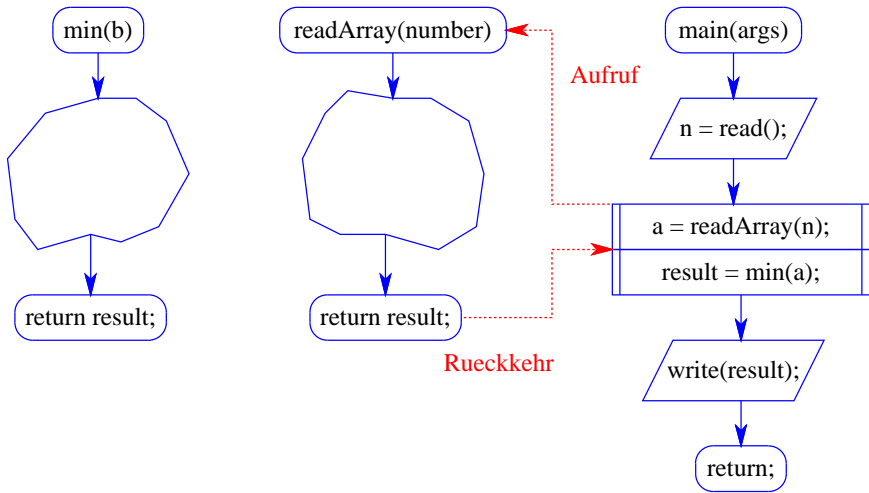 min(b)
readArray(number)
main(args)
Aufruf
n = read();
a = readArray(n);
result = min(a);
return result;
return result;
Rueckkehr
write(result);
return;